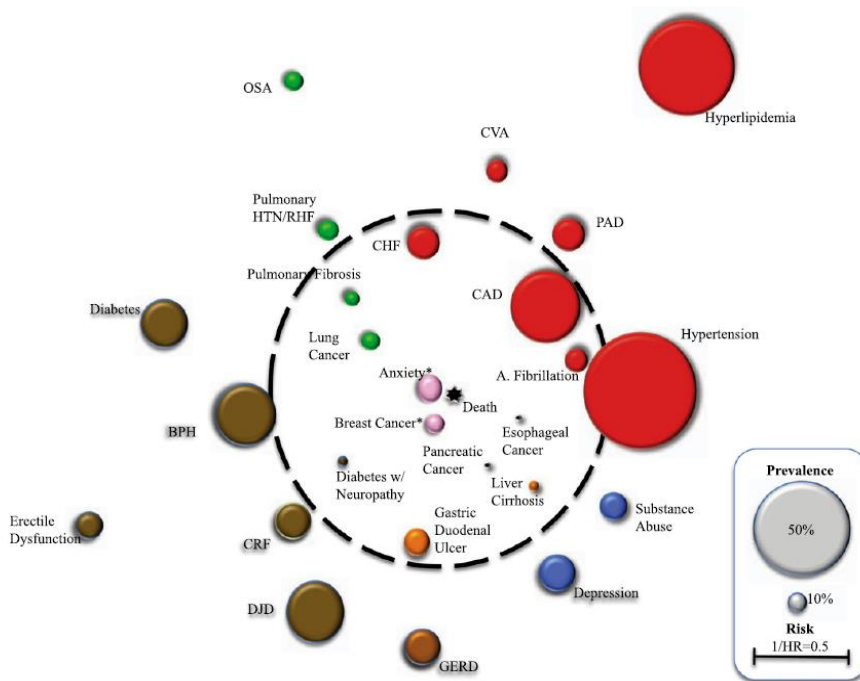 OSA
Hyperlipidemia
CVA
Pulmonary
HTN/RHF
PAD
CHF
Pulmonary Fibrosis
CAD
Diabetes
Hypertension
Lung
Cancer
Anxiety*
A. Fibrillation
Death
Breast Cancer*
Esophageal
Cancer
BPH
Pancreatic
Cancer
Diabetes w/
Neuropathy
Liver
Cirrhosis
Erectile
Dysfunction
CRF
Gastric
Duodenal
Ulcer
Substance
Abuse
Depression
DJD
GERD
Prevalence
50%
10%
Risk
1/HR=0.5